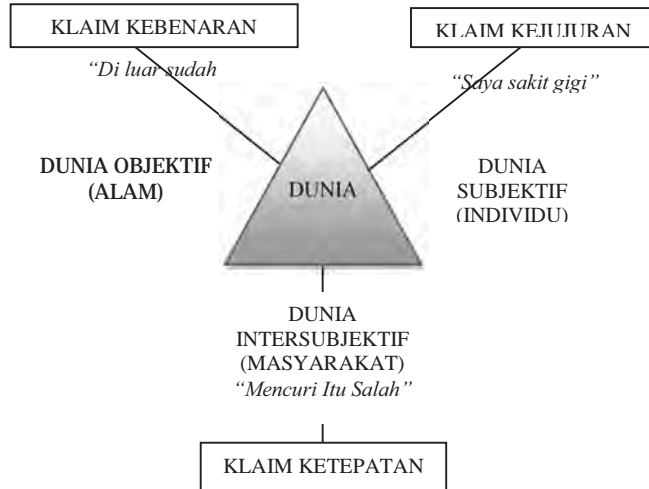 KLAIM KEBENARAN
KLAIM KEJUJURAN
“Di luar sudah
“Saya sakit gigi”
DUNIA OBJEKTIF
(ALAM)
DUNIA
DUNIA
SUBJEKTIF
(INDIVIDU)
DUNIA
INTERSUBJEKTIF
(MASYARAKAT)
“Mencuri Itu Salah”
KLAIM KETEPATAN